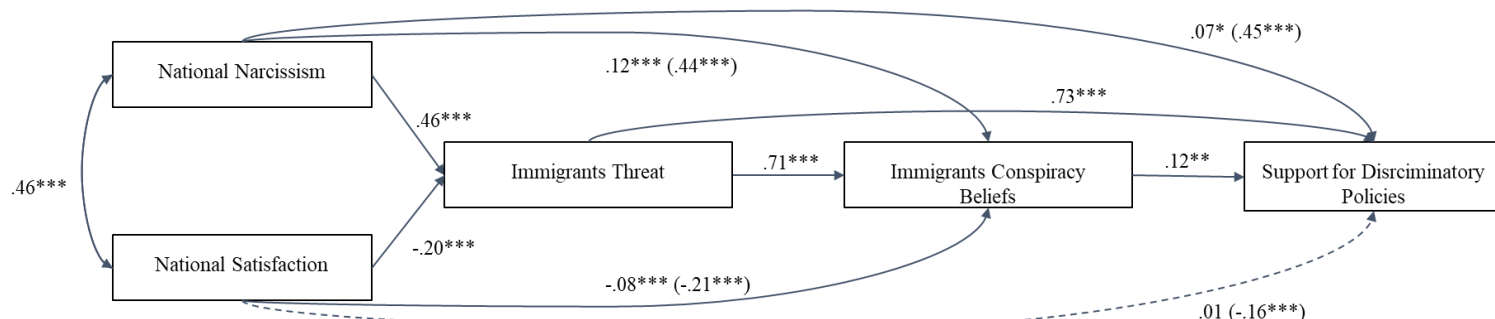 .07* (.45***)
National Narcissism
.12*** (.44***)
.73***
.46***
Immigrants Threat
.71***
Immigrants Conspiracy
Beliefs
.12**
Support for Disrciminatory
Policies
.46***
-.20***
National Satisfaction
-.08*** (-.21***)
.01 (-.16***)